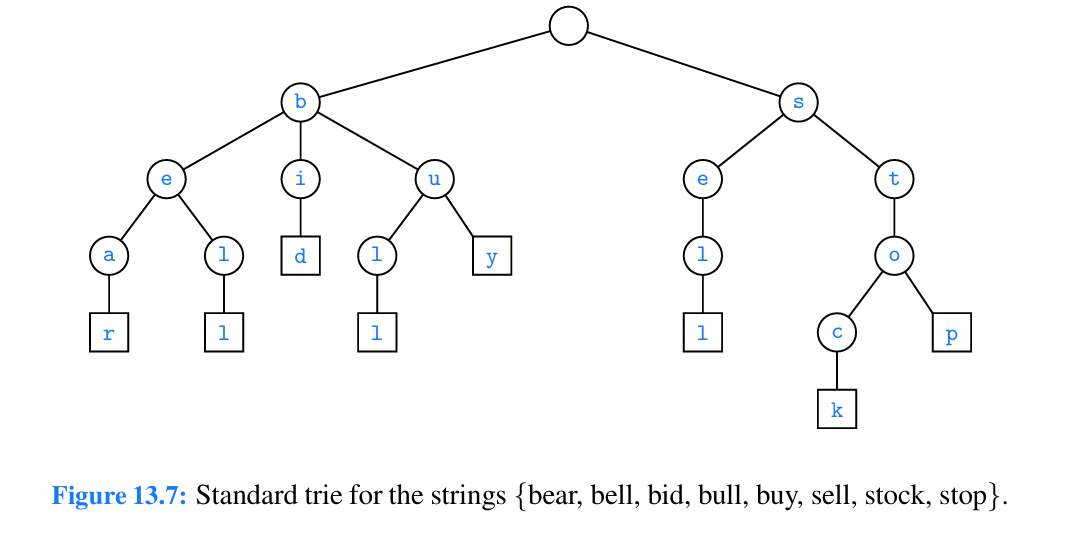 b s
e i u e t
a l d l y l o
r l l l c p
k
Figure 13.7: Standard trie for the strings {bear, bell, bid, bull, buy, sell, stock, stop}.